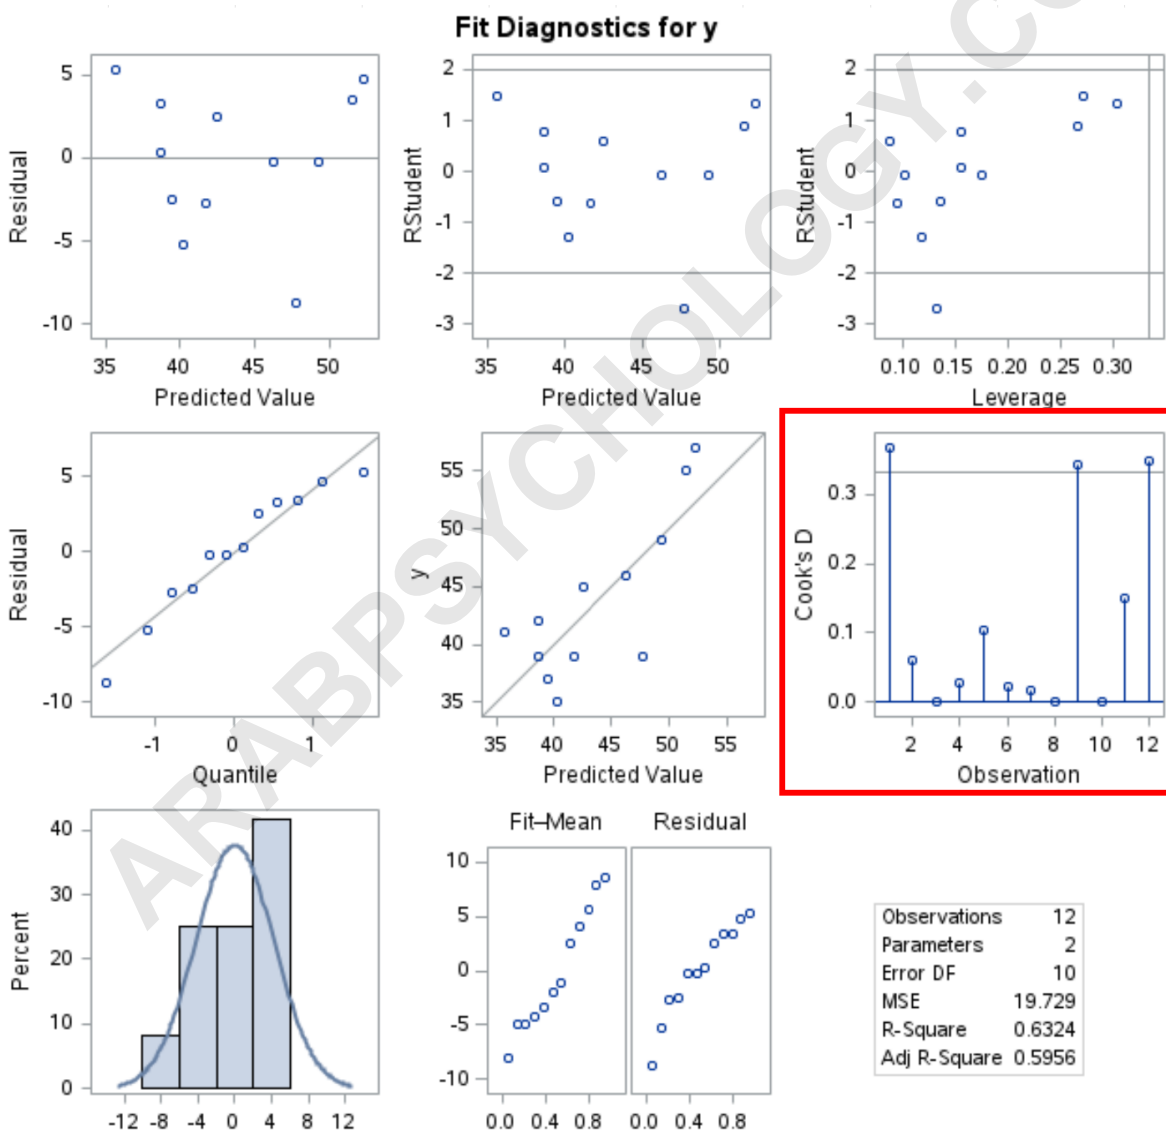 Fit Diagnostics for y
5
0
-5
-10
Residual
35 40 45 50
Predicted Value
2
1
0
-1
-2
-3
RStudent
35 40 45 50
Predicted Value
2
1
0
-1
-2
-3
RStudent
0.10 0.15 0.20 0.25 0.30
Leverage
5
0
-5
-10
Residual
-1 0 1
Quantile
55
50
45
40
35
y
35 40 45 50 55
Predicted Value
0.3
0.2
0.1
0.0
Cook's D
2 4 6 8 10 12
Observation
40
30
20
10
0
Percent
-12 -8 -4 0 4 8 12
Fit–Mean Residual
10
5
0
-5
-10
0.0 0.4 0.8 0.0 0.4 0.8
Observations 12
Parameters 2
Error DF 10
MSE 19.729
R-Square 0.6324
Adj R-Square 0.5956
ARABPSYCHOLOGY.CO